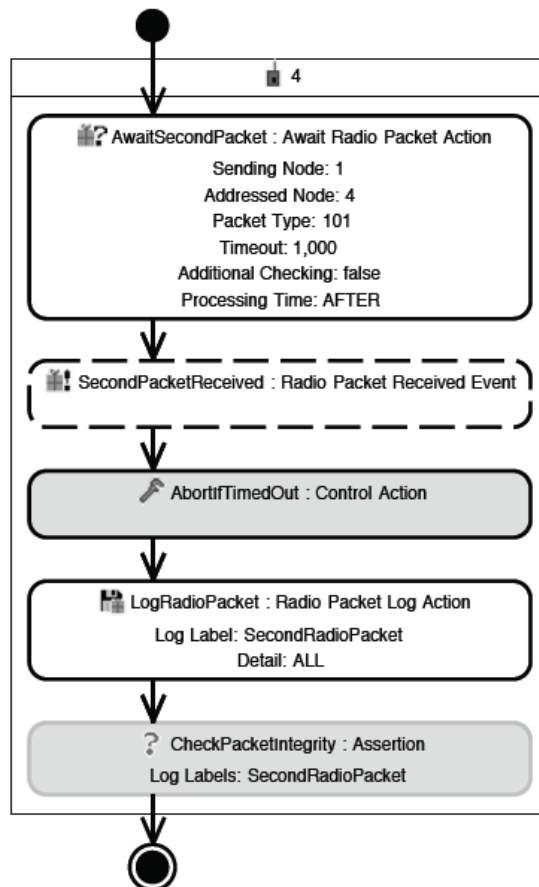 4
AwaitSecondPacket : Await Radio Packet Action
Sending Node: 1
Addressed Node: 4
Packet Type: 101
Timeout: 1,000
Additional Checking: false
Processing Time: AFTER
SecondPacketReceived : Radio Packet Received Event
AbortIfTimedOut : Control Action
LogRadioPacket : Radio Packet Log Action
Log Label: SecondRadioPacket
Detail: ALL
CheckPacketIntegrity : Assertion
Log Labels: SecondRadioPacket